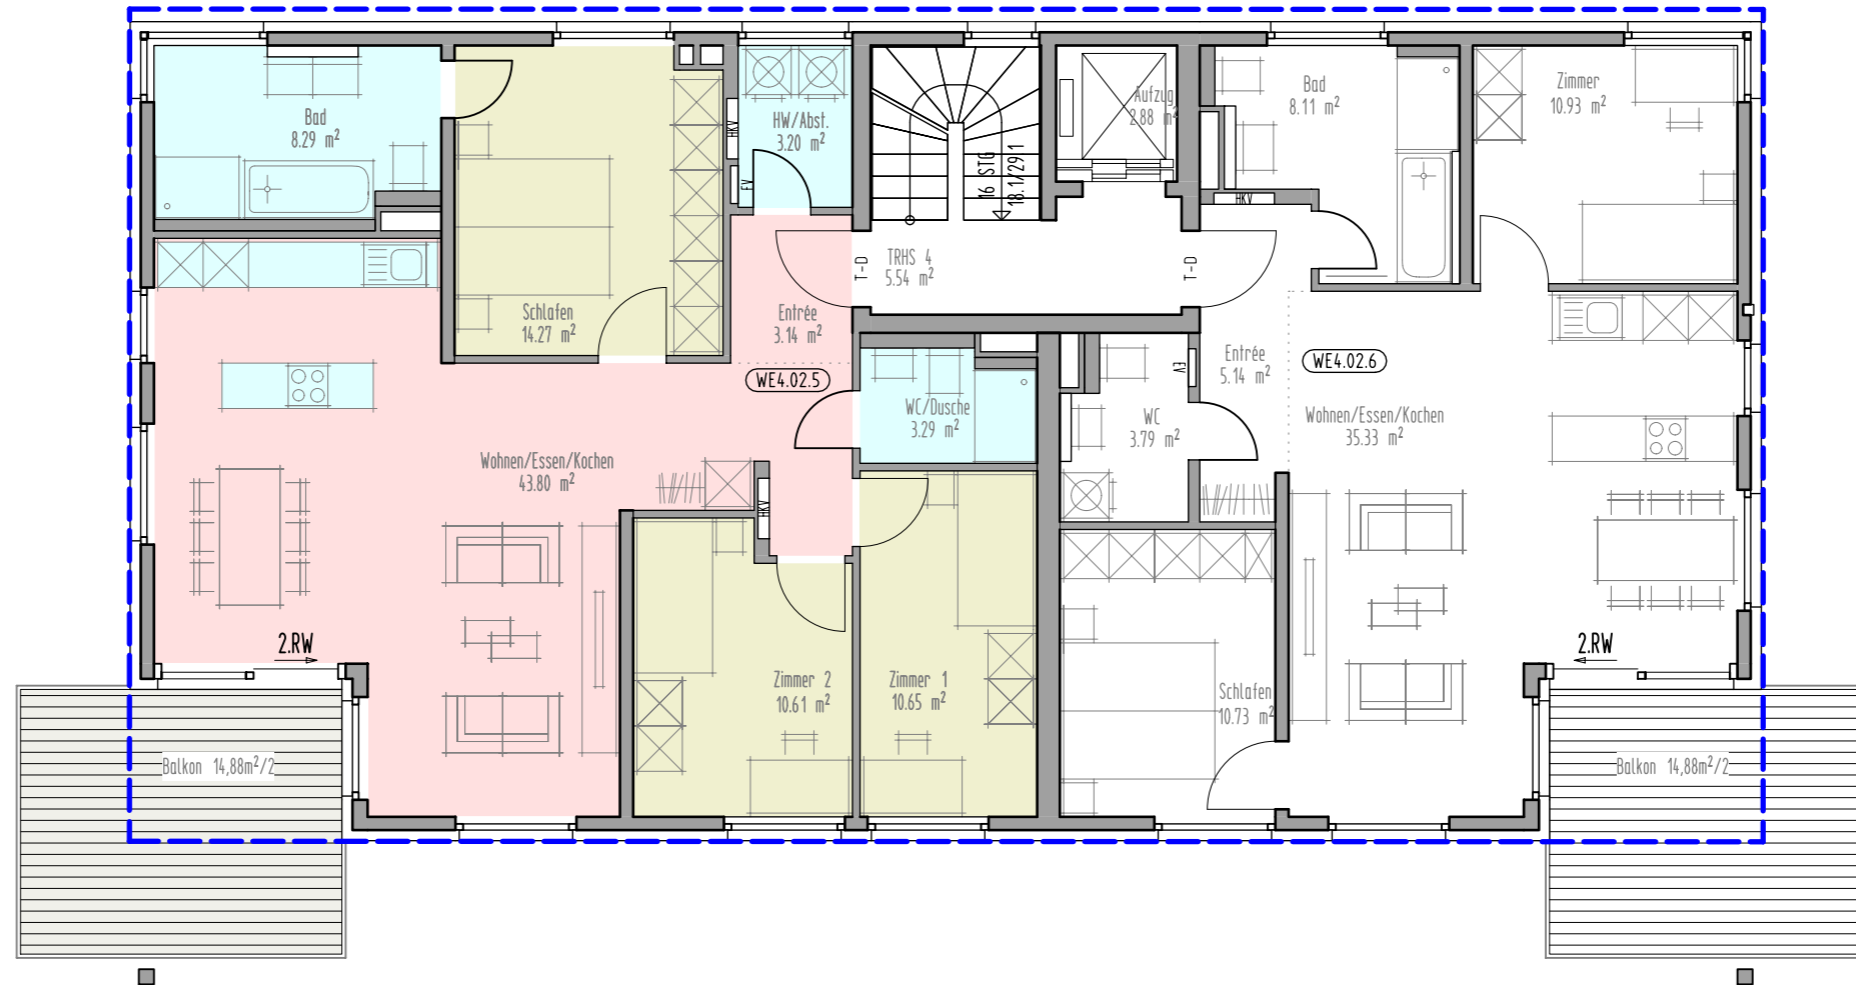 Bad
8.29 m²
HW/Abst.
3.20 m²
HKV
EV
16 STG
18.1/29.1
Aufzug
2.88 m²
Bad
8.11 m²
HKV
Zimmer
10.93 m²
Schlafen
14.27 m²
Entrée
3.14 m²
T-D
TRHS 4
5.54 m²
T-D
WE4.02.5
Entrée
5.14 m²
EV
WE4.02.6
WC/Dusche
3.29 m²
WC
3.79 m²
Wohnen/Essen/Kochen
35.33 m²
Wohnen/Essen/Kochen
43.80 m²
HKV
2.RW
2.RW
Zimmer 2
10.61 m²
Zimmer 1
10.65 m²
Schlafen
10.73 m²
Balkon 14,88m²/2
Balkon 14,88m²/2